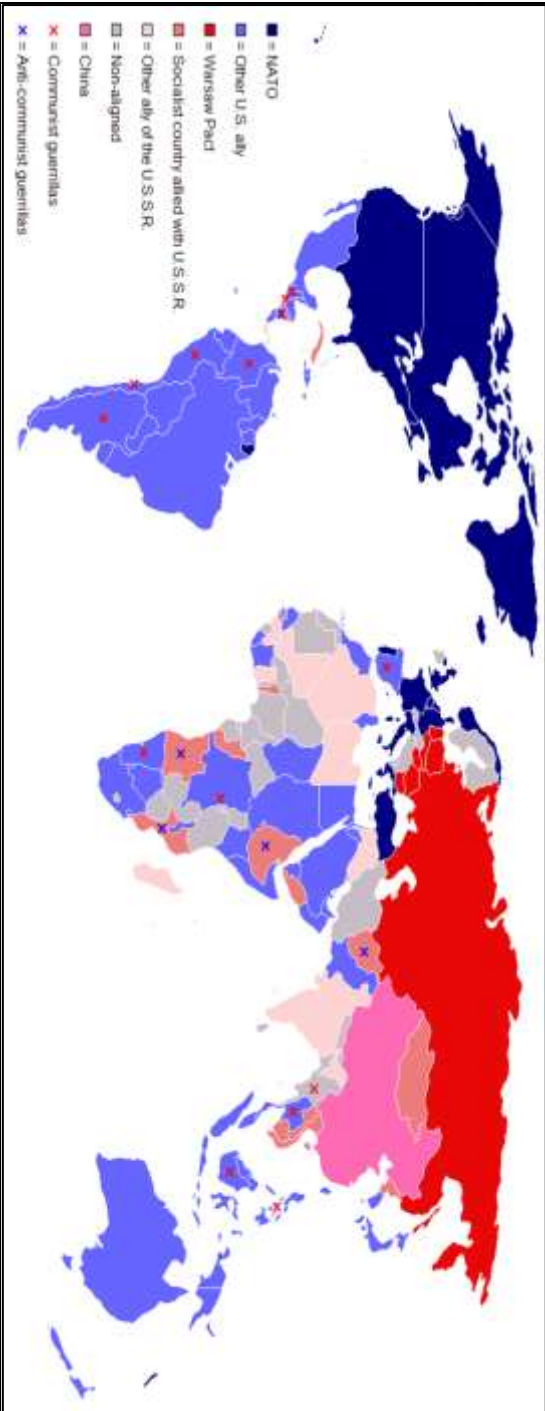 = NATO
= Other U.S. ally
= Warsaw Pact
= Socialist country allied with U.S.S.R.
= Other ally of the U.S.S.R.
= Non-aligned
= China
× = Communist guerrillas
× = Anti-communist guerrillas